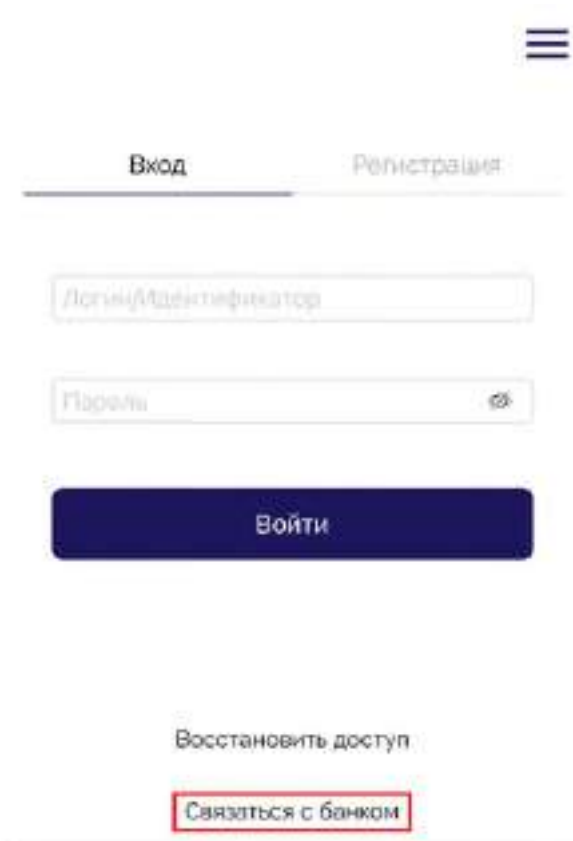 Вход
Регистрация
Логин/Идентификатор
Пароль
Войти
Восстановить доступ
Связаться с банком